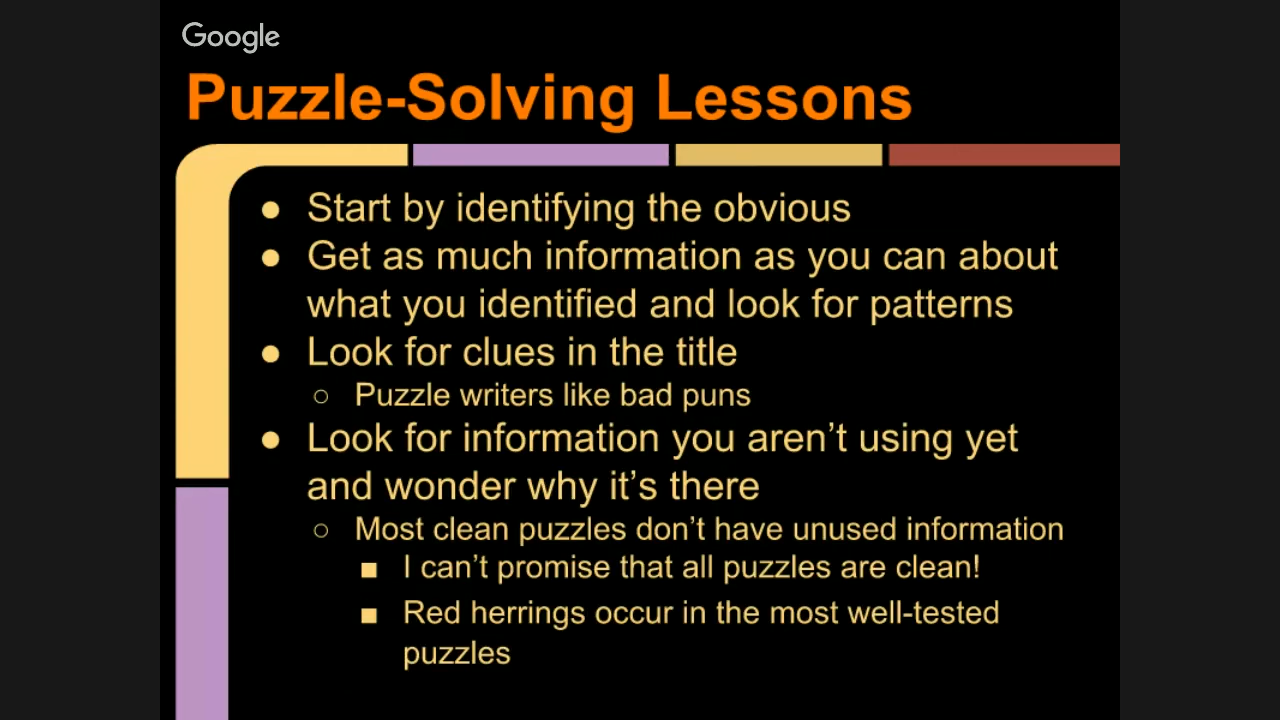 Google
Puzzle-Solving Lessons
● Start by identifying the obvious
● Get as much information as you can about
what you identified and look for patterns
● Look for clues in the title
○ Puzzle writers like bad puns
● Look for information you aren’t using yet
and wonder why it’s there
○ Most clean puzzles don’t have unused information
■ I can’t promise that all puzzles are clean!
■ Red herrings occur in the most well-tested
puzzles